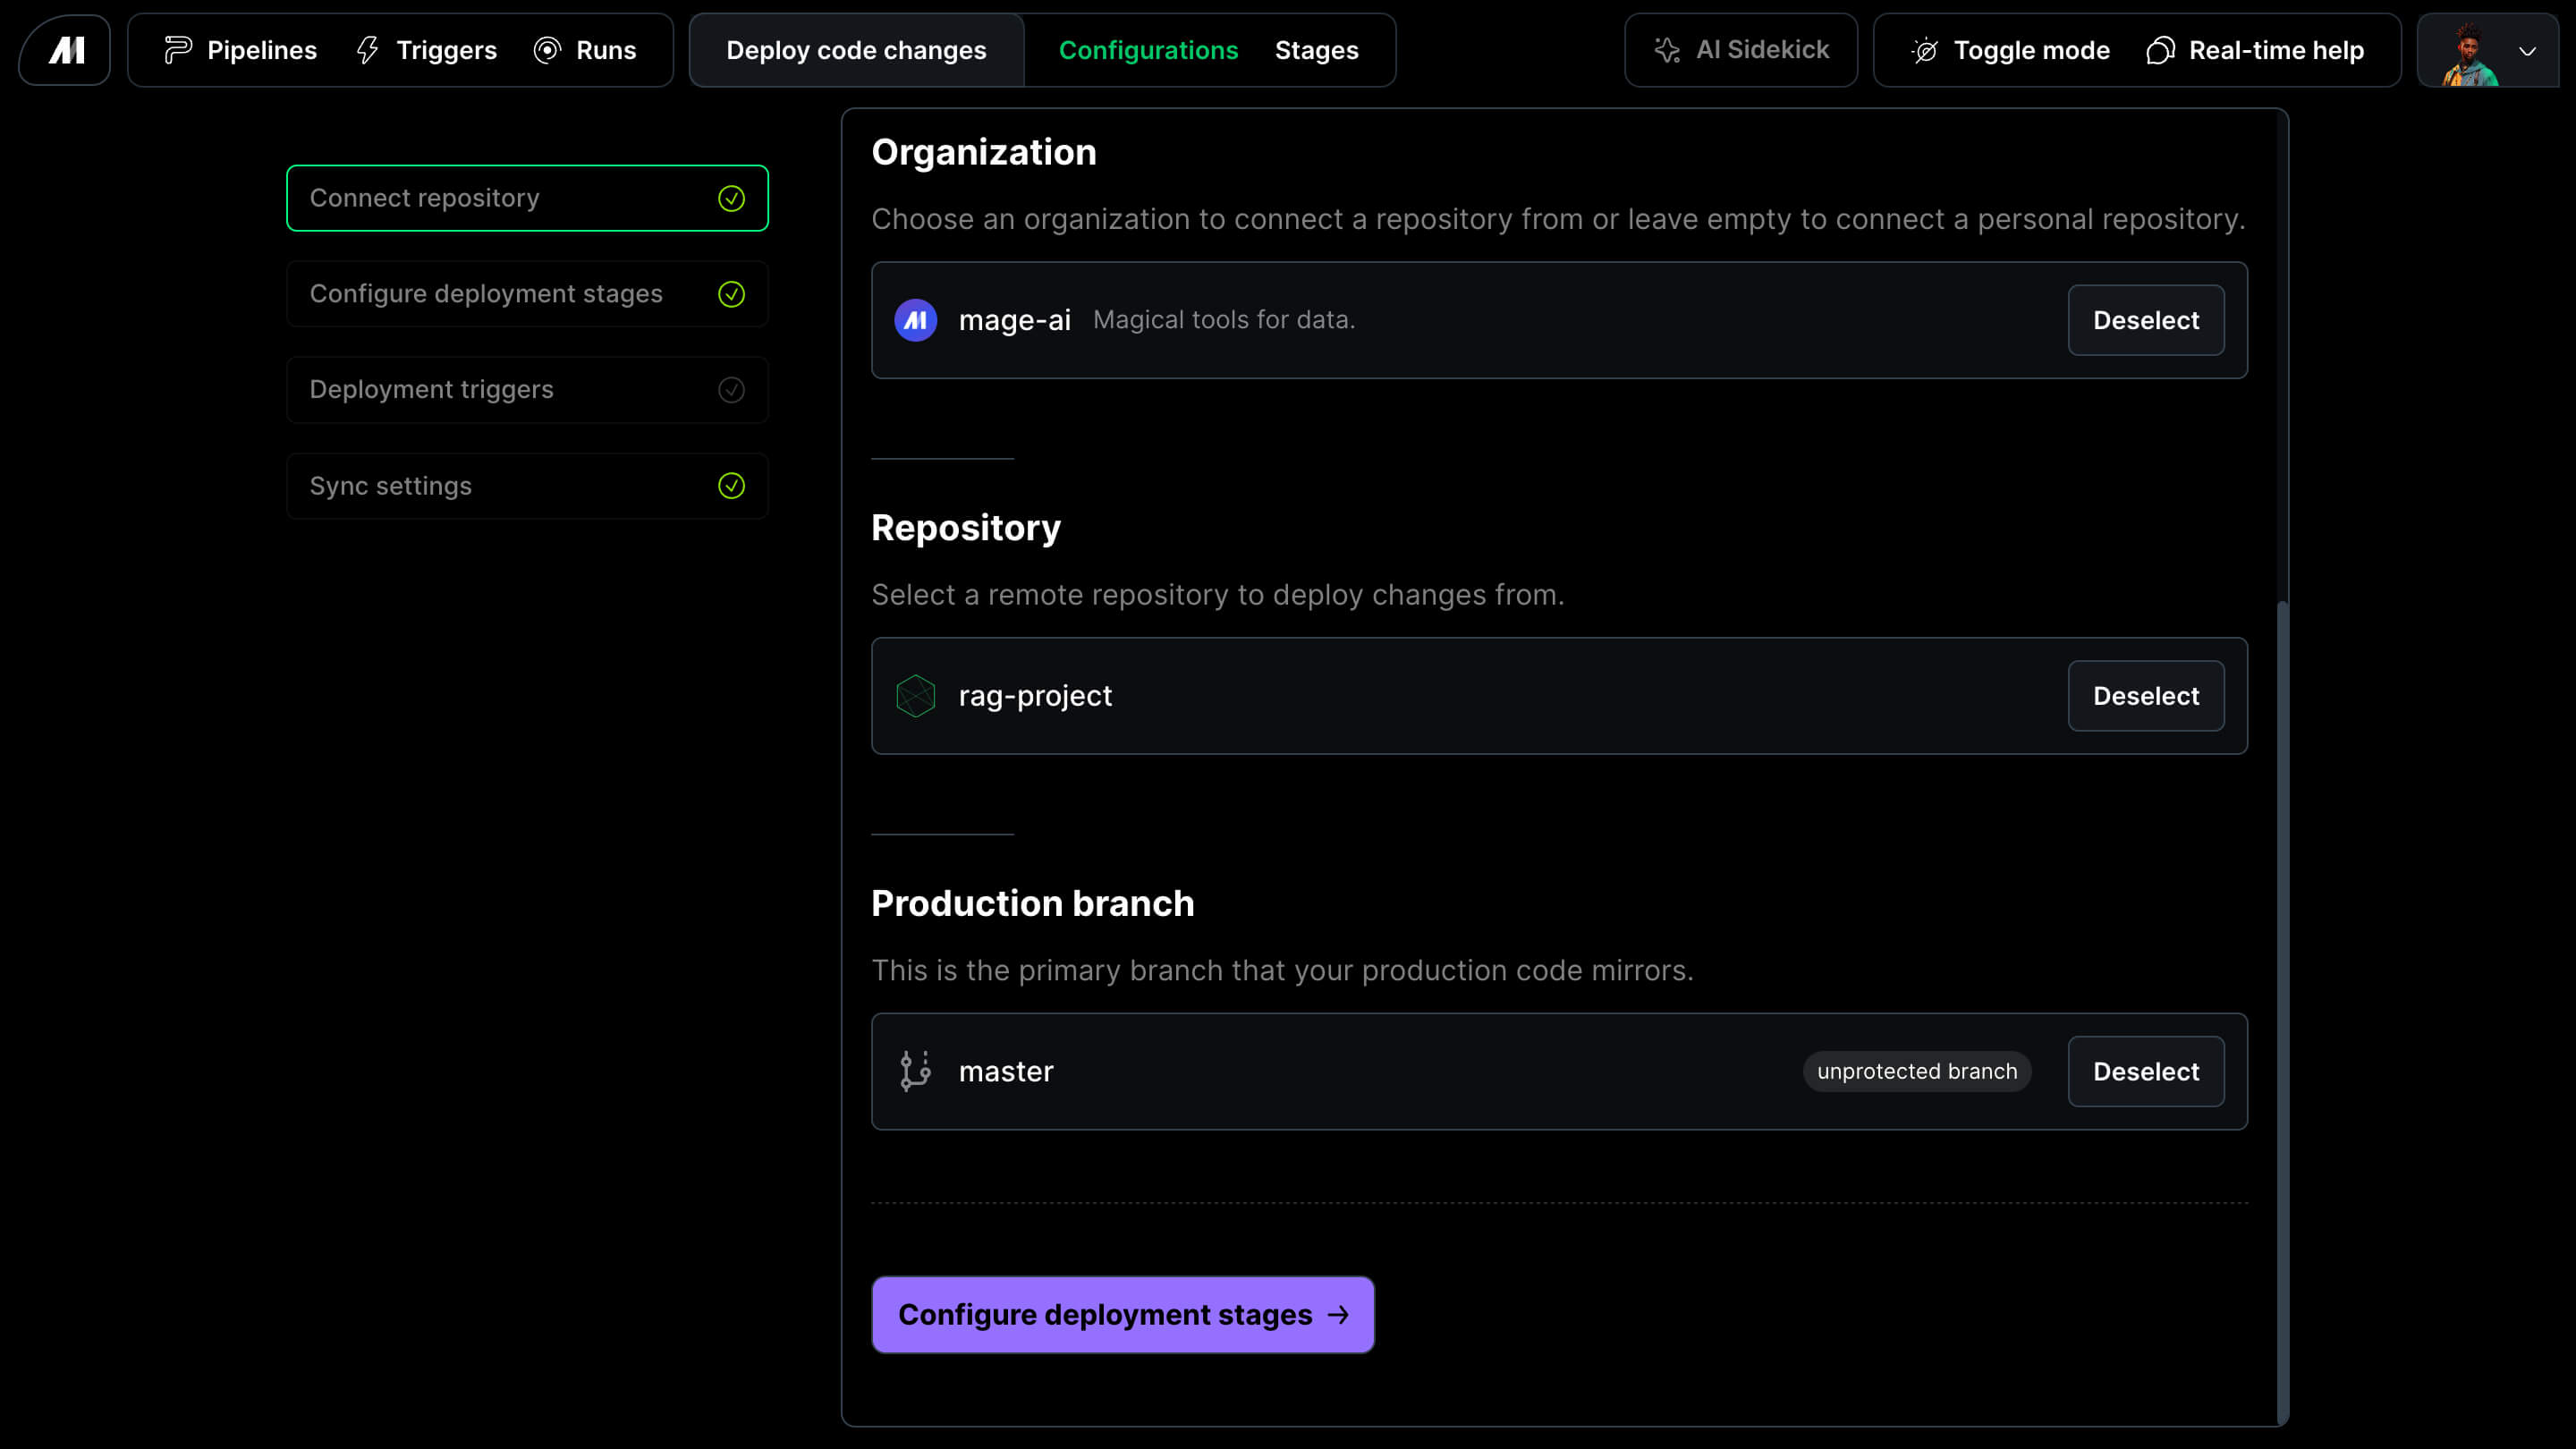 Pipelines Triggers Runs Deploy code changes Configurations Stages AI Sidekick Toggle mode Real-time help
Connect repository
Configure deployment stages
Deployment triggers
Sync settings
Organization
Choose an organization to connect a repository from or leave empty to connect a personal repository.
mage-ai Magical tools for data. Deselect
Repository
Select a remote repository to deploy changes from.
rag-project Deselect
Production branch
This is the primary branch that your production code mirrors.
master unprotected branch Deselect
Configure deployment stages →